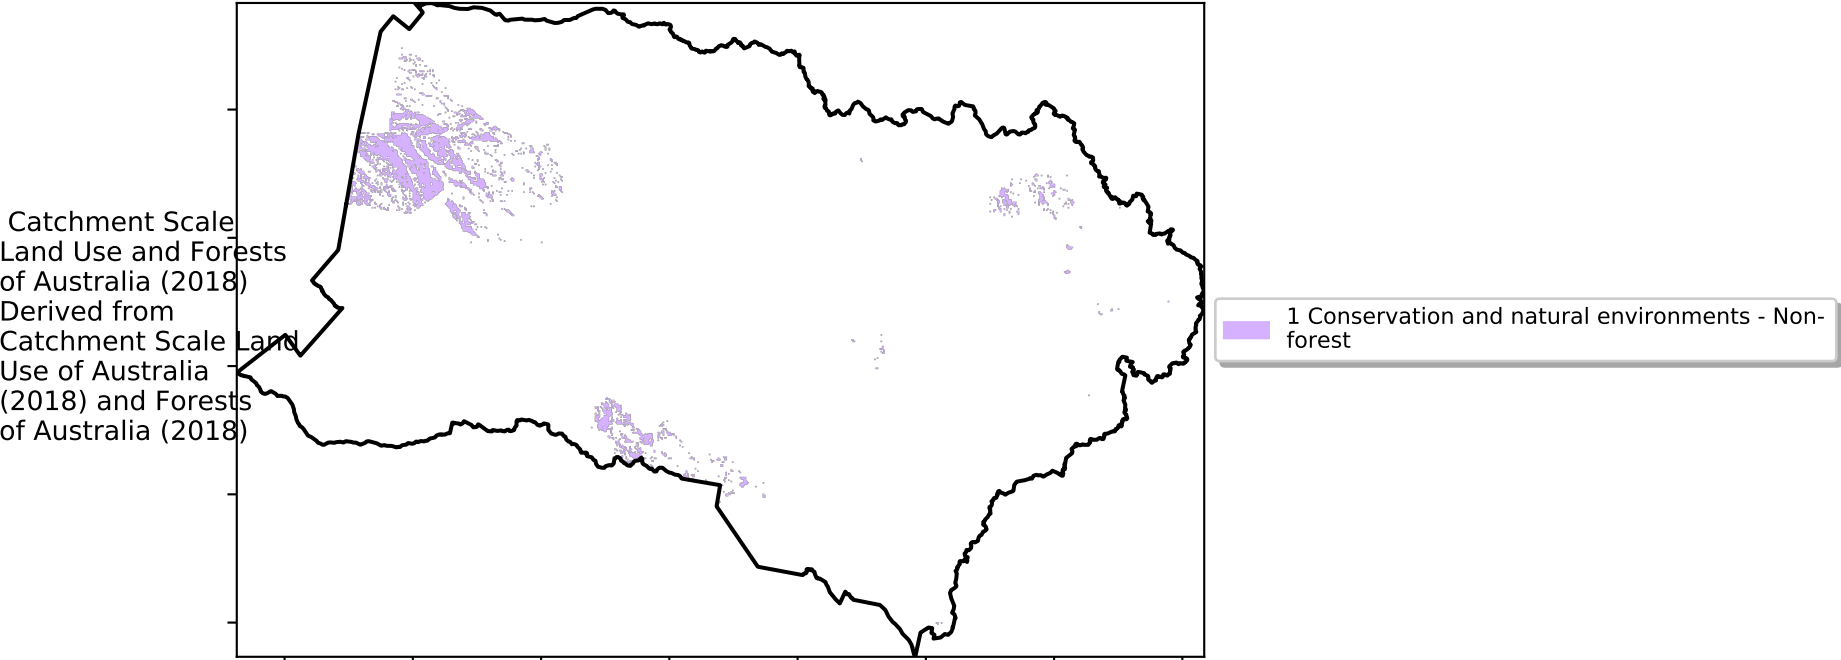 Catchment Scale
Land Use and Forests
of Australia (2018)
Derived from
Catchment Scale Land
Use of Australia
(2018) and Forests
of Australia (2018)
1 Conservation and natural environments - Non-
forest